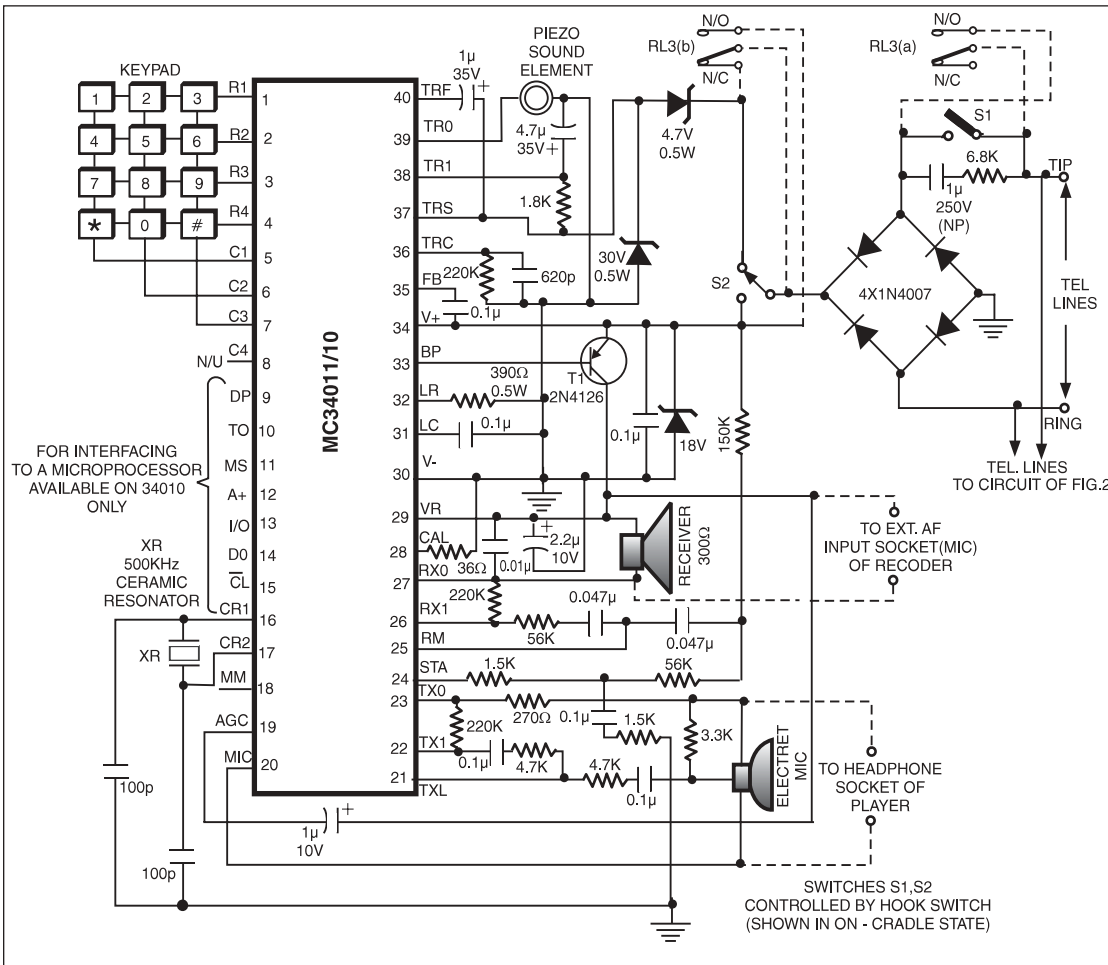 KEYPAD
1 2 3
4 5 6
7 8 9
* 0 #
R1
R2
R3
R4
C1
C2
C3
N/U C4
DP
TO
MS
A+
I/O
D0
CL
CR1
CR2
MM
AGC
MIC
1
2
3
4
5
6
7
8
9
10
11
12
13
14
15
16
17
18
19
20
MC34011/10
40
39
38
37
36
35
34
33
32
31
30
29
28
27
26
25
24
23
22
21
TRF
TR0
TR1
TRS
TRC
FB
V+
BP
LR
LC
V-
VR
CAL
RX0
RX1
RM
STA
TX0
TX1
TXL
FOR INTERFACING
TO A MICROPROCESSOR
AVAILABLE ON 34010
ONLY
XR
500KHz
CERAMIC
RESONATOR
XR
100p
100p
1µ
10V
+
1µ
35V
+
PIEZO
SOUND
ELEMENT
4.7µ
35V+
1.8K
220K
620p
0.1µ
30V
0.5W
4.7V
0.5W
390Ω
0.5W
0.1µ
T1
2N4126
0.1µ
18V
150K
36Ω
0.01µ
+
2.2µ
10V
RECEIVER
300Ω
220K
56K
0.047µ
0.047µ
1.5K
56K
220K
270Ω
0.1µ
1.5K
3.3K
0.1µ
4.7K
4.7K
0.1µ
ELECTRET
MIC
N/O
RL3(b)
N/C
N/O
RL3(a)
N/C
S1
6.8K
1µ
250V
(NP)
TIP
S2
4X1N4007
TEL
LINES
RING
TEL. LINES
TO CIRCUIT OF FIG.2
TO EXT. AF
INPUT SOCKET(MIC)
OF RECODER
TO HEADPHONE
SOCKET OF
PLAYER
SWITCHES S1,S2
CONTROLLED BY HOOK SWITCH
(SHOWN IN ON - CRADLE STATE)